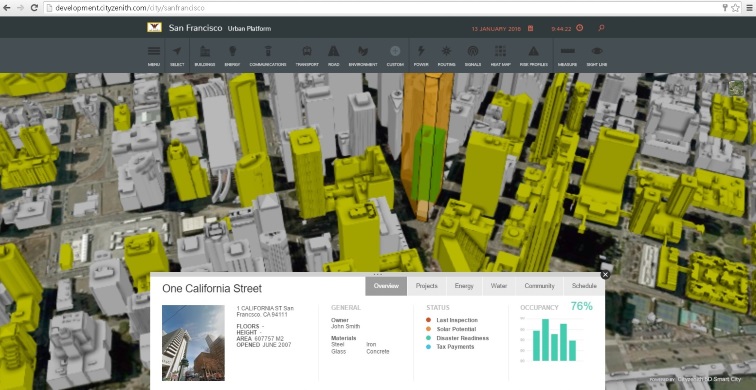 development.cityzenith.com/city/sanfrancisco
San Francisco Urban Platform
13 JANUARY 2016 9:44:22
MENU SELECT BUILDINGS ENERGY COMMUNICATIONS TRANSPORT ROAD ENVIRONMENT CUSTOM POWER ROUTING SIGNALS HEAT MAP RISK PROFILES MEASURE SIGHT LINE
One California Street
Overview Projects Energy Water Community Schedule
1 CALIFORNIA ST San
Francisco, CA 94111
FLOORS -
HEIGHT -
AREA 607757 M2
OPENED JUNE 2007
GENERAL
Owner
John Smith
Materials
Steel Iron
Glass Concrete
STATUS
Last Inspection
Solar Potential
Disaster Readiness
Tax Payments
OCCUPANCY 76%
POWERED BY 5D Smart City